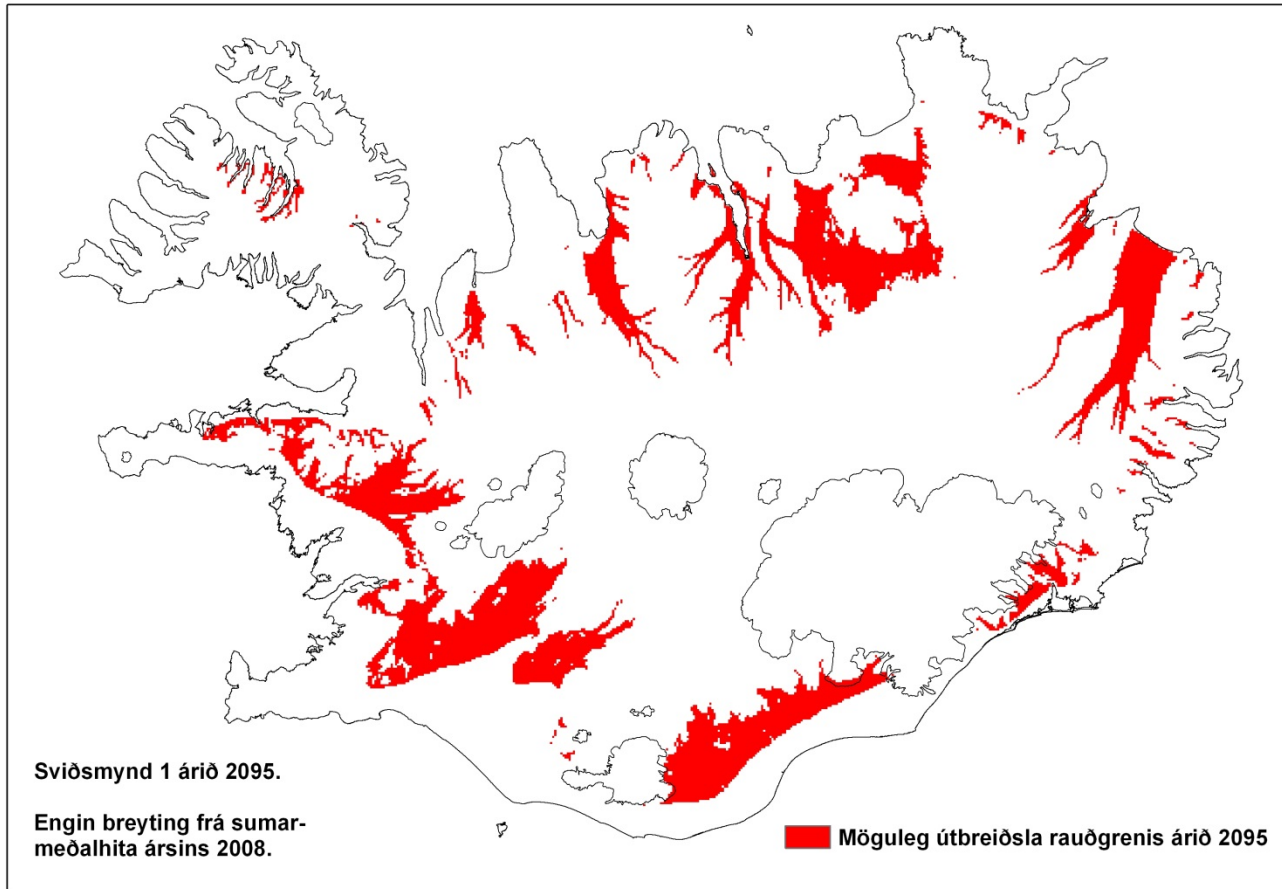 Sviðsmynd 1 árið 2095.
Engin breyting frá sumar-
meðalhita ársins 2008.
Möguleg útbreiðsla rauðgrenis árið 2095